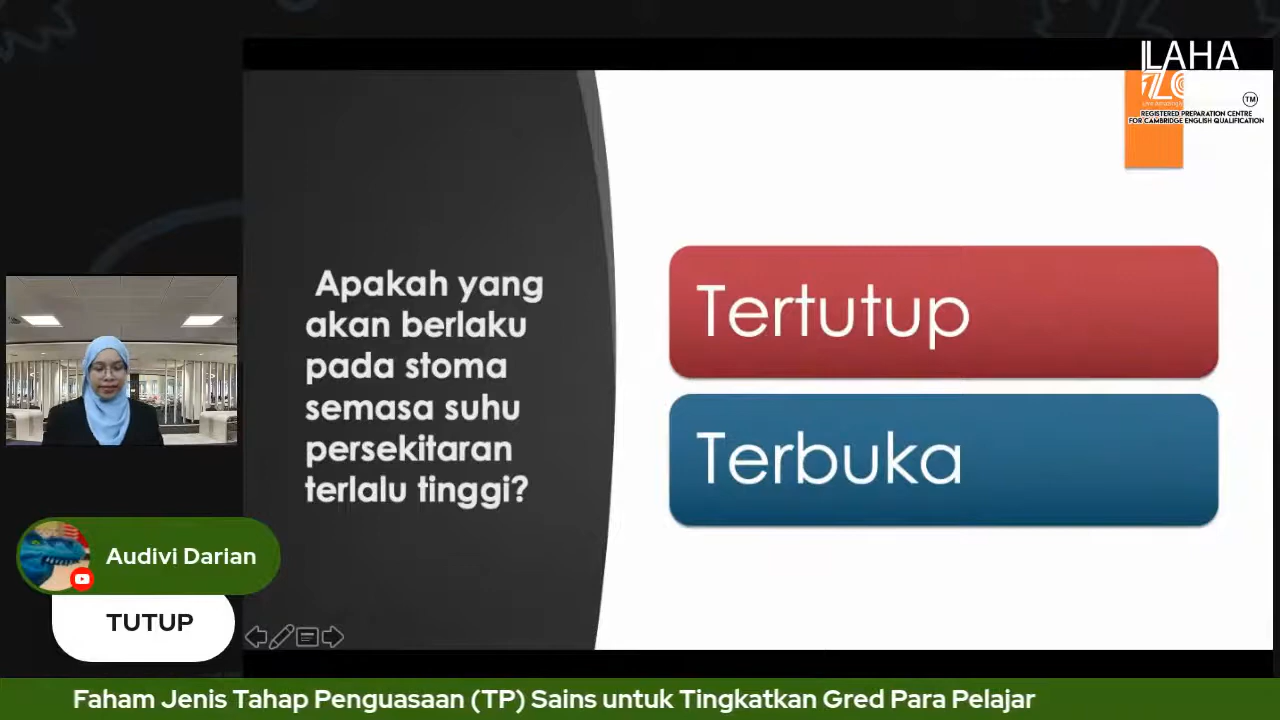 LAHA
TM
REGISTERED PREPARATION CENTRE
FOR CAMBRIDGE ENGLISH QUALIFICATION
Apakah yang
akan berlaku
pada stoma
semasa suhu
persekitaran
terlalu tinggi?
Tertutup
Terbuka
Audivi Darian
TUTUP
Faham Jenis Tahap Penguasaan (TP) Sains untuk Tingkatkan Gred Para Pelajar